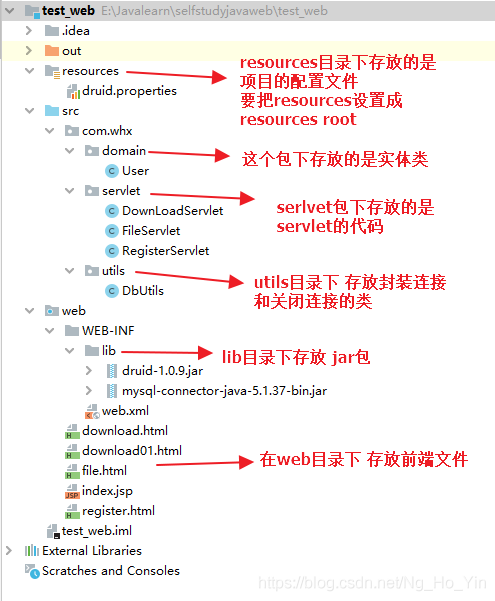 test_web E:\Javalearn\selfstudyjavaweb\test_web
.idea
out
resources
resources目录下存放的是
项目的配置文件
要把resources设置成
resources root
druid.properties
src
com.whx
domain
这个包下存放的是实体类
User
servlet
serlvet包下存放的是
servlet的代码
DownLoadServlet
FileServlet
RegisterServlet
utils
utils目录下 存放封装连接
和关闭连接的类
DbUtils
web
WEB-INF
lib
lib目录下存放 jar包
druid-1.0.9.jar
mysql-connector-java-5.1.37-bin.jar
web.xml
download.html
download01.html
file.html
在web目录下 存放前端文件
index.jsp
register.html
test_web.iml
External Libraries
Scratches and Consoles
https://blog.csdn.net/Ng_Ho_Yin